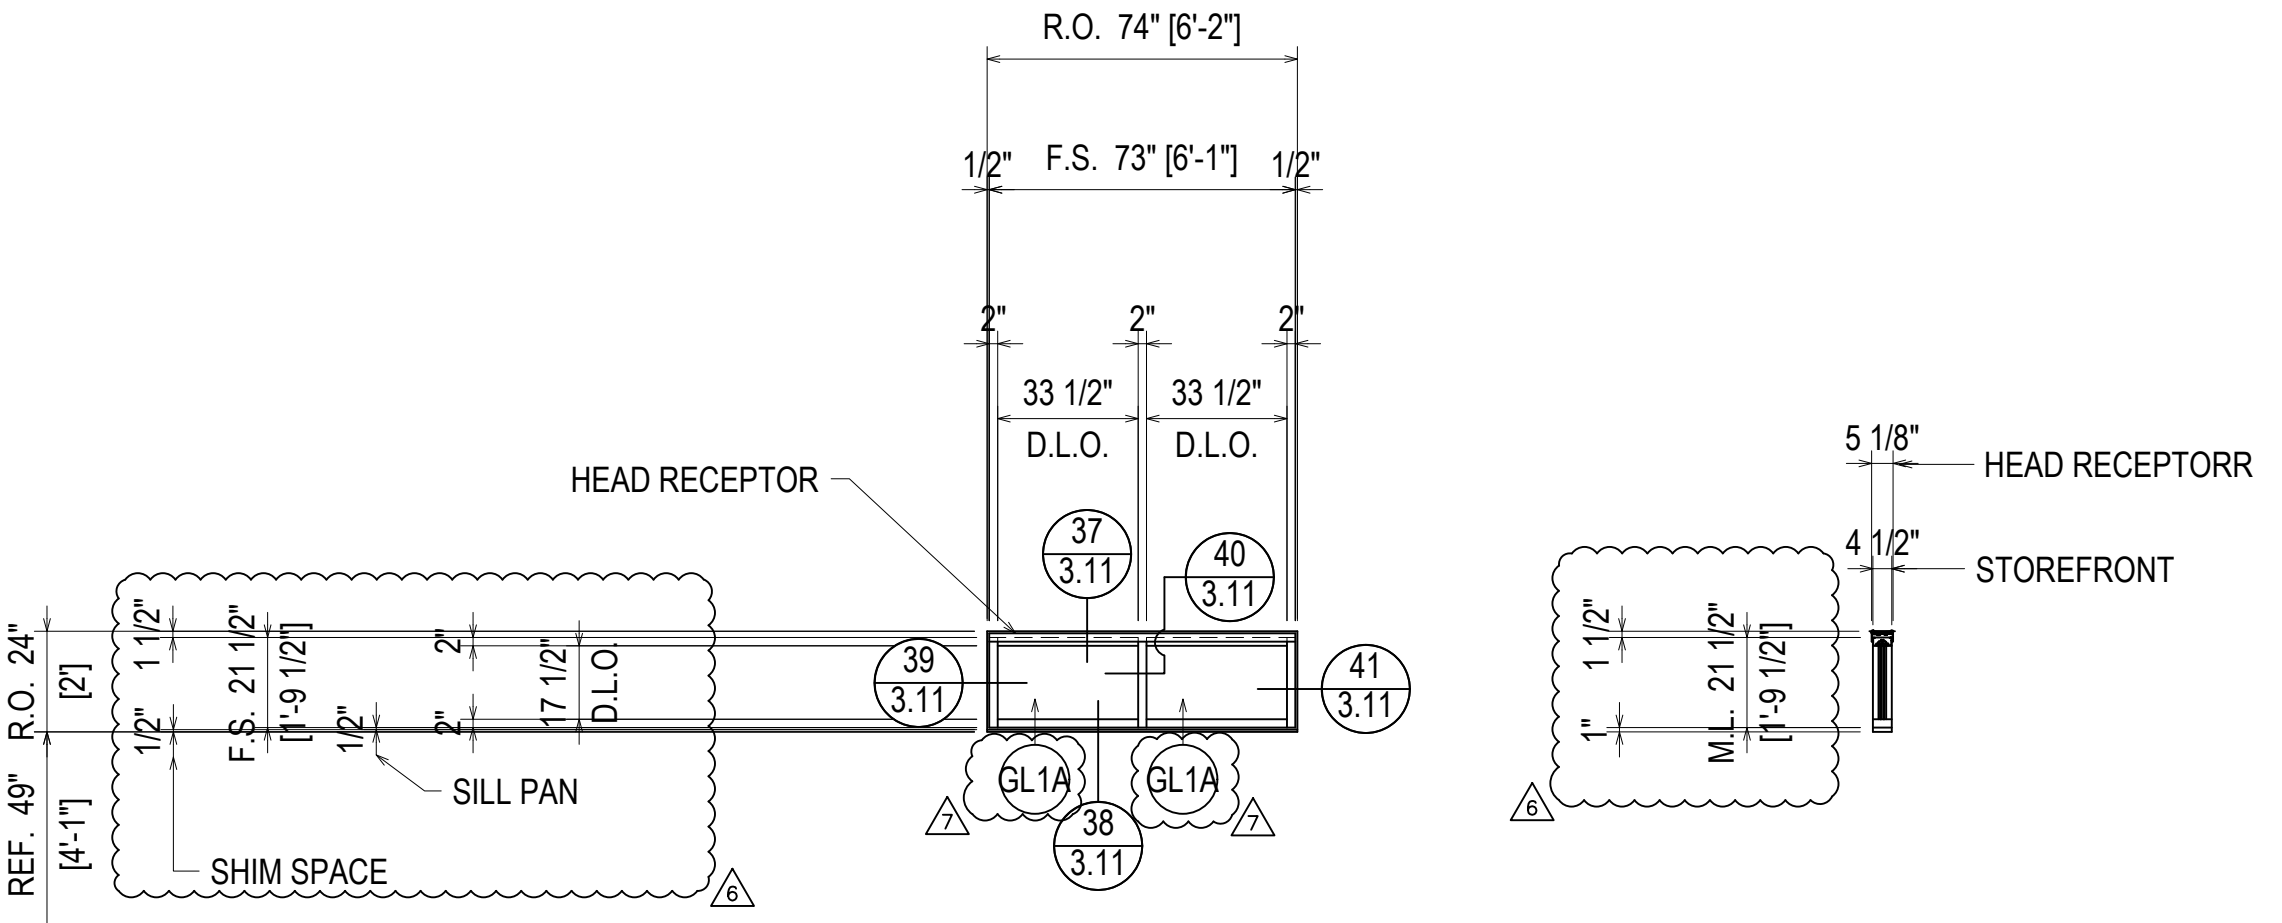 R.O. 74" [6'-2"]
1/2" F.S. 73" [6'-1"] 1/2"
2" 2" 2"
33 1/2" 33 1/2"
D.L.O. D.L.O.
HEAD RECEPTOR
37
3.11
40
3.11
39
3.11
41
3.11
38
3.11
GL1A GL1A
7 7
R.O. 24"
[2"]
REF. 49"
[4'-1"]
1 1/2"
1/2"
F.S. 21 1/2"
[1'-9 1/2"]
1/2"
2"
2"
17 1/2"
D.L.O.
SILL PAN
SHIM SPACE
6
5 1/8"
HEAD RECEPTORR
4 1/2"
STOREFRONT
1 1/2"
1"
M.L. 21 1/2"
[1'-9 1/2"]
6